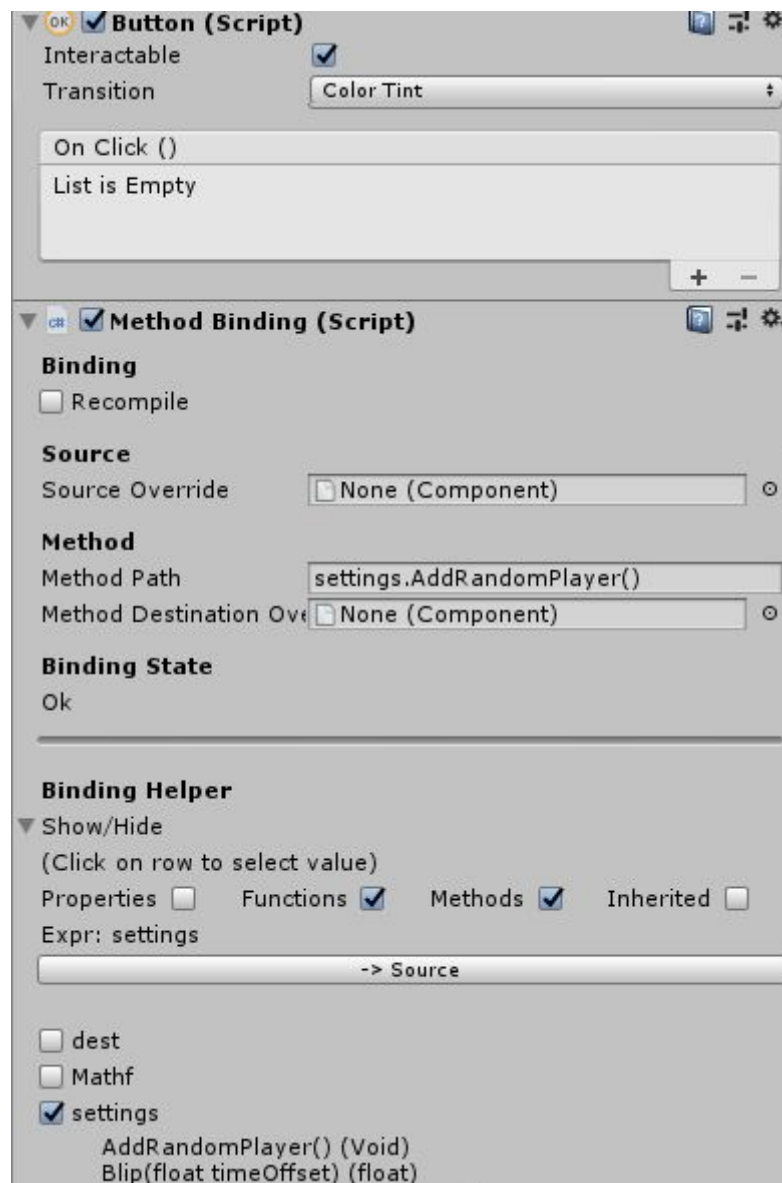 OK Button (Script)
Interactable
Transition Color Tint
On Click ()
List is Empty
+ −
c# Method Binding (Script)
Binding
Recompile
Source
Source Override None (Component)
Method
Method Path settings.AddRandomPlayer()
Method Destination Ove None (Component)
Binding State
Ok
Binding Helper
Show/Hide
(Click on row to select value)
Properties Functions Methods Inherited
Expr: settings
-> Source
dest
Mathf
settings
AddRandomPlayer() (Void)
Blip(float timeOffset) (float)